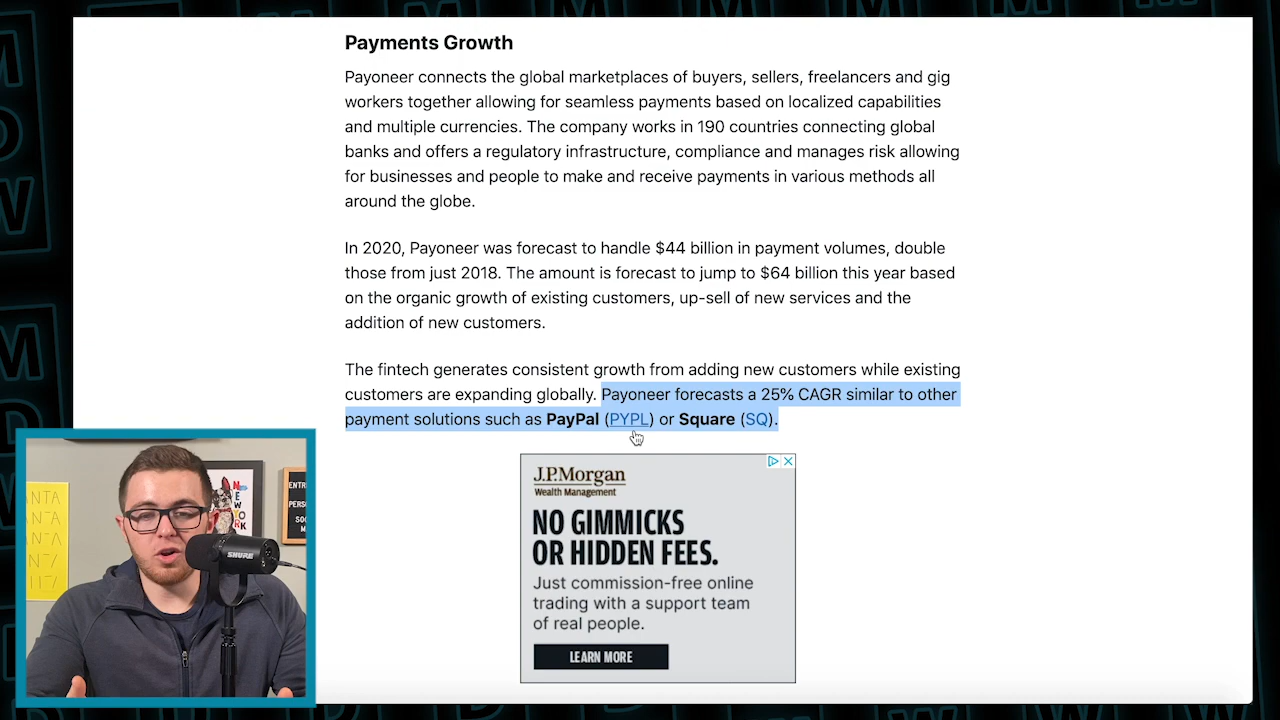 Payments Growth
Payoneer connects the global marketplaces of buyers, sellers, freelancers and gig
workers together allowing for seamless payments based on localized capabilities
and multiple currencies. The company works in 190 countries connecting global
banks and offers a regulatory infrastructure, compliance and manages risk allowing
for businesses and people to make and receive payments in various methods all
around the globe.
In 2020, Payoneer was forecast to handle $44 billion in payment volumes, double
those from just 2018. The amount is forecast to jump to $64 billion this year based
on the organic growth of existing customers, up-sell of new services and the
addition of new customers.
The fintech generates consistent growth from adding new customers while existing
customers are expanding globally. Payoneer forecasts a 25% CAGR similar to other
payment solutions such as PayPal (PYPL) or Square (SQ).
J.P.Morgan
Wealth Management
NO GIMMICKS
OR HIDDEN FEES.
Just commission-free online
trading with a support team
of real people.
LEARN MORE
NEW
YORK
SHURE